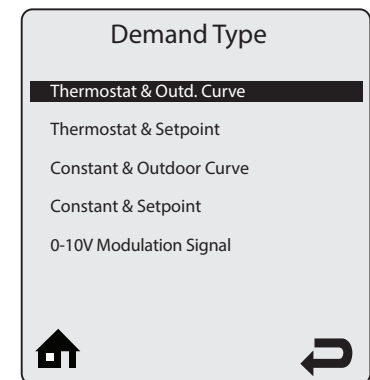 Demand Type
Thermostat & Outd. Curve
Thermostat & Setpoint
Constant & Outdoor Curve
Constant & Setpoint
0-10V Modulation Signal